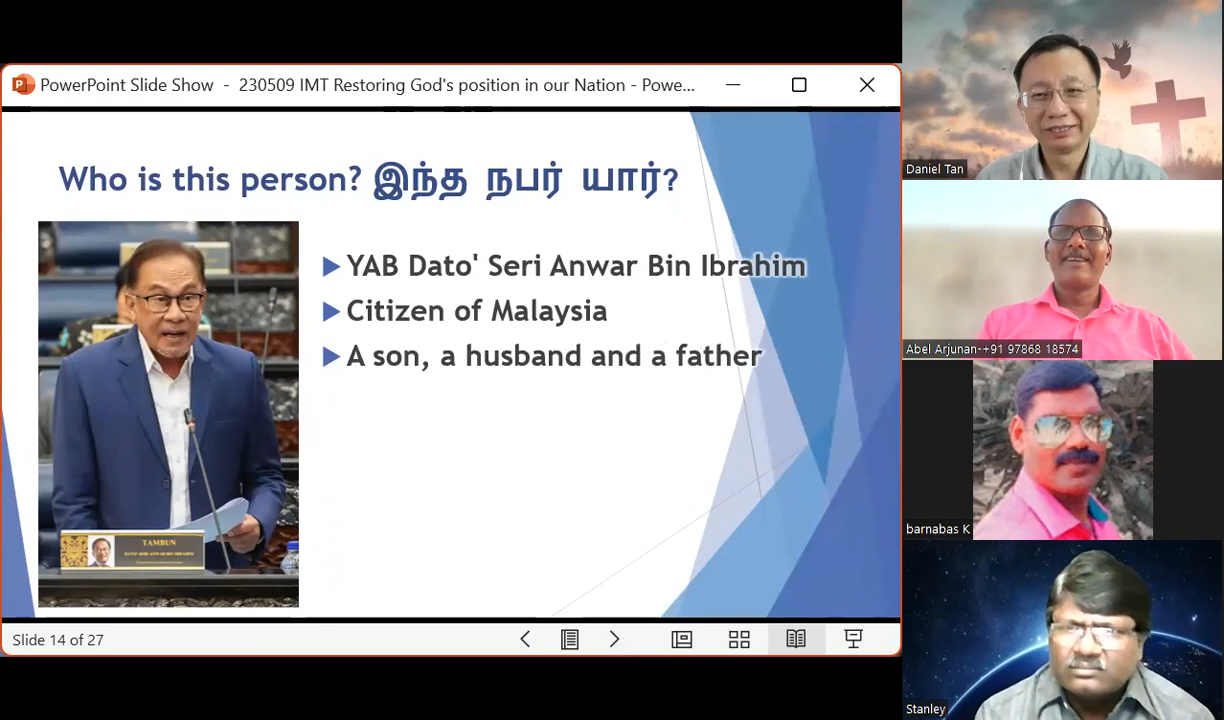 PowerPoint Slide Show - 230509 IMT Restoring God's position in our Nation - Powe...
Who is this person? இந்த நபர் யார்?
YAB Dato' Seri Anwar Bin Ibrahim
Citizen of Malaysia
A son, a husband and a father
TAMBUN
Slide 14 of 27
Daniel Tan
Abel Arjunan-+91 97868 18574
barnabas K
Stanley